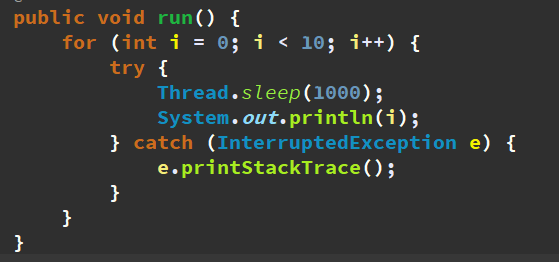 public void run() {
    for (int i = 0; i < 10; i++) {
        try {
            Thread.sleep(1000);
            System.out.println(i);
        } catch (InterruptedException e) {
            e.printStackTrace();
        }
    }
}